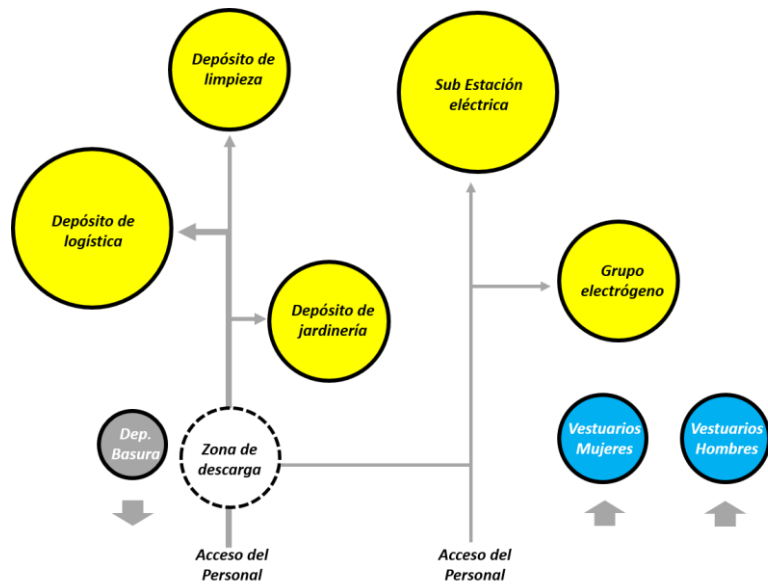 Depósito de
limpieza
Sub Estación
eléctrica
Depósito de
logística
Grupo
electrógeno
Depósito de
jardinería
Dep.
Basura
Zona de
descarga
Vestuarios
Mujeres
Vestuarios
Hombres
Acceso del
Personal
Acceso del
Personal